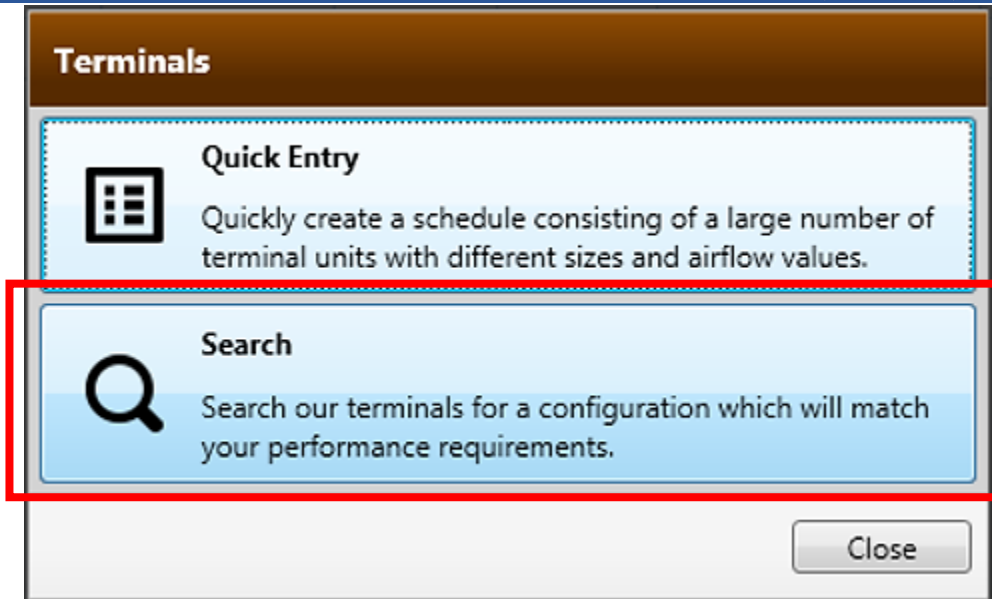 Terminals
Quick Entry
Quickly create a schedule consisting of a large number of
terminal units with different sizes and airflow values.
Search
Search our terminals for a configuration which will match
your performance requirements.
Close